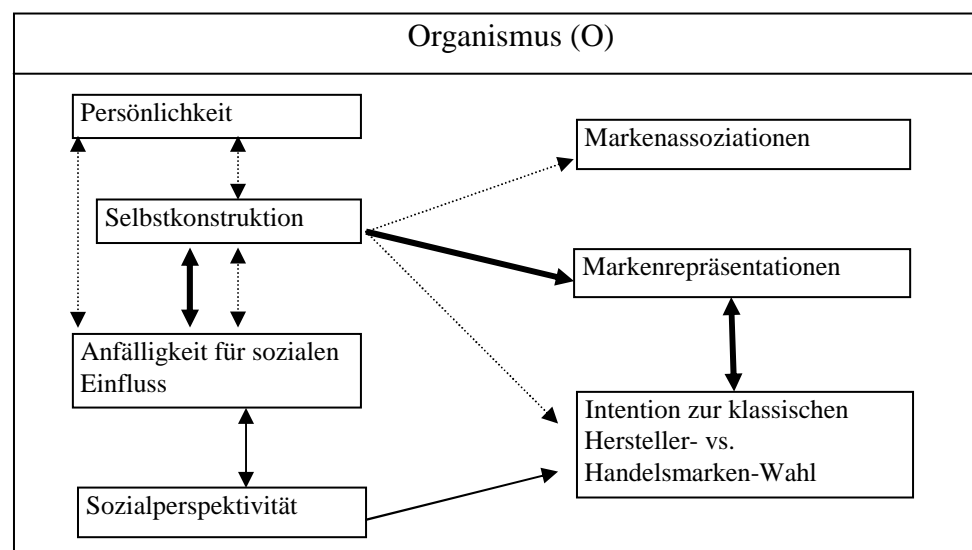 Organismus (O)
Persönlichkeit
Selbstkonstruktion
Anfälligkeit für sozialen
Einfluss
Sozialperspektivität
Markenassoziationen
Markenrepräsentationen
Intention zur klassischen
Hersteller- vs.
Handelsmarken-Wahl